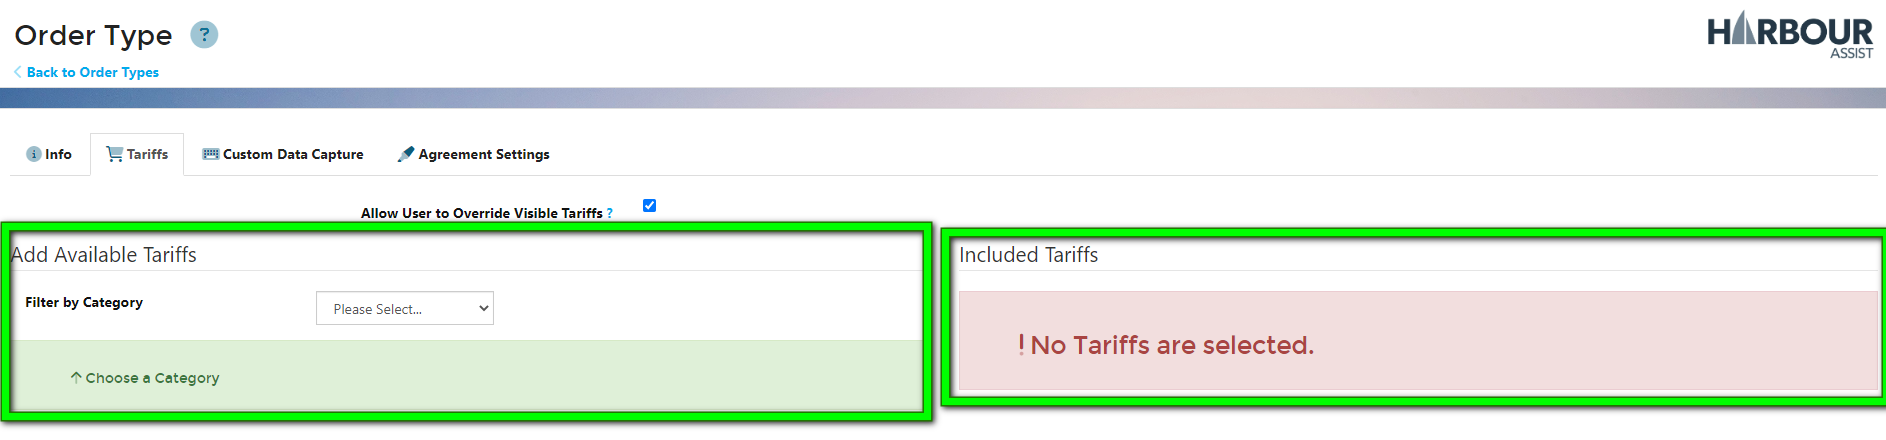 Order Type ?
HARBOUR
ASSIST
Back to Order Types
Info
Tariffs
Custom Data Capture
Agreement Settings
Allow User to Override Visible Tariffs ?
Add Available Tariffs
Filter by Category
Please Select...
Choose a Category
Included Tariffs
! No Tariffs are selected.